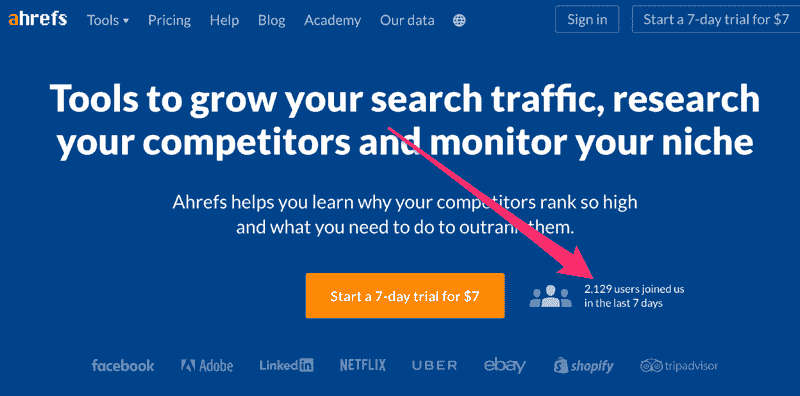 ahrefs Tools Pricing Help Blog Academy Our data Sign in Start a 7-day trial for $7
Tools to grow your search traffic, research
your competitors and monitor your niche
Ahrefs helps you learn why your competitors rank so high
and what you need to do to outrank them.
Start a 7-day trial for $7
2,129 users joined us
in the last 7 days
facebook Adobe LinkedIn NETFLIX UBER ebay shopify tripadvisor